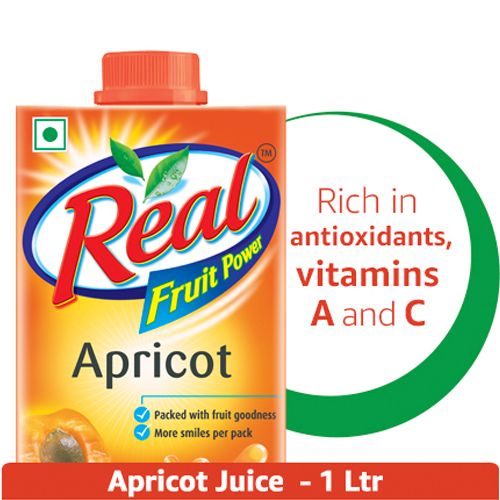 Real
TM
Fruit Power
Apricot
Packed with fruit goodness
More smiles per pack
Rich in
antioxidants,
vitamins
A and C
Apricot Juice - 1 Ltr